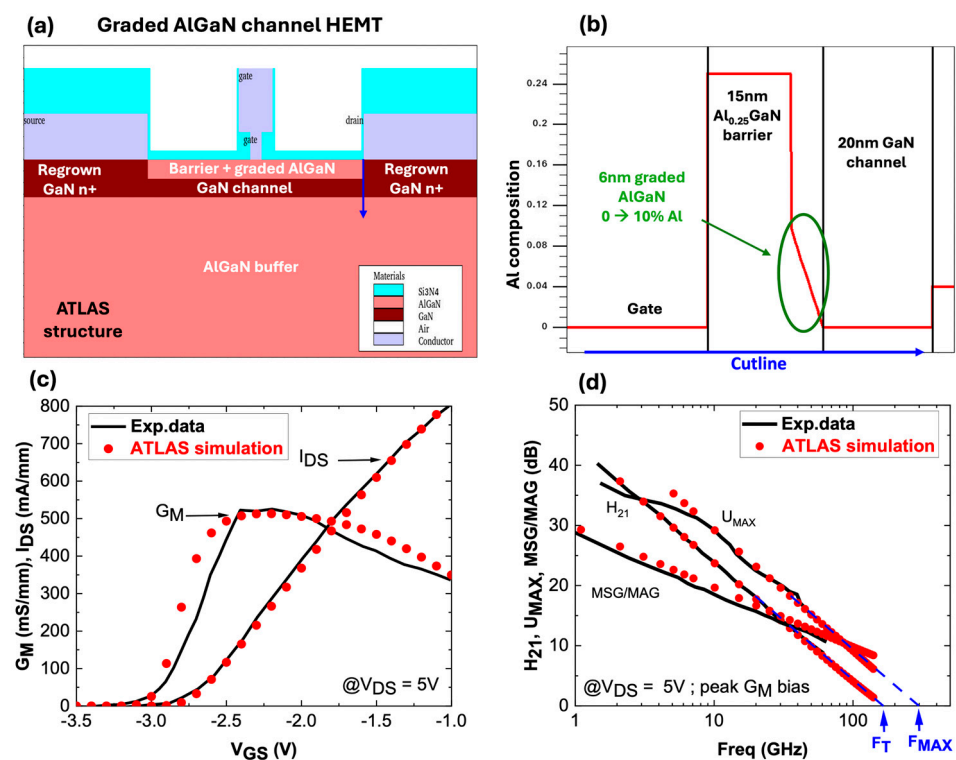 (a)
Graded AlGaN channel HEMT
gate
source
gate
drain
Regrown
GaN n+
Barrier + graded AlGaN
GaN channel
Regrown
GaN n+
AlGaN buffer
ATLAS
structure
Materials
Si3N4
AlGaN
GaN
Air
Conductor
(b)
Al composition
0.24
0.2
0.16
0.12
0.08
0.04
0
15nm
Al0.25GaN
barrier
20nm GaN
channel
6nm graded
AlGaN
0 → 10% Al
Gate
Cutline
(c)
GM (mS/mm), IDS (mA/mm)
800
700
600
500
400
300
200
100
0
Exp.data
ATLAS simulation
IDS
GM
@VDS = 5V
-3.5
-3.0
-2.5
-2.0
-1.5
-1.0
VGS (V)
(d)
H21, UMAX, MSG/MAG (dB)
50
40
30
20
10
0
Exp.data
ATLAS simulation
H21
UMAX
MSG/MAG
@VDS = 5V ; peak GM bias
1
10
100
Freq (GHz)
FT
FMAX